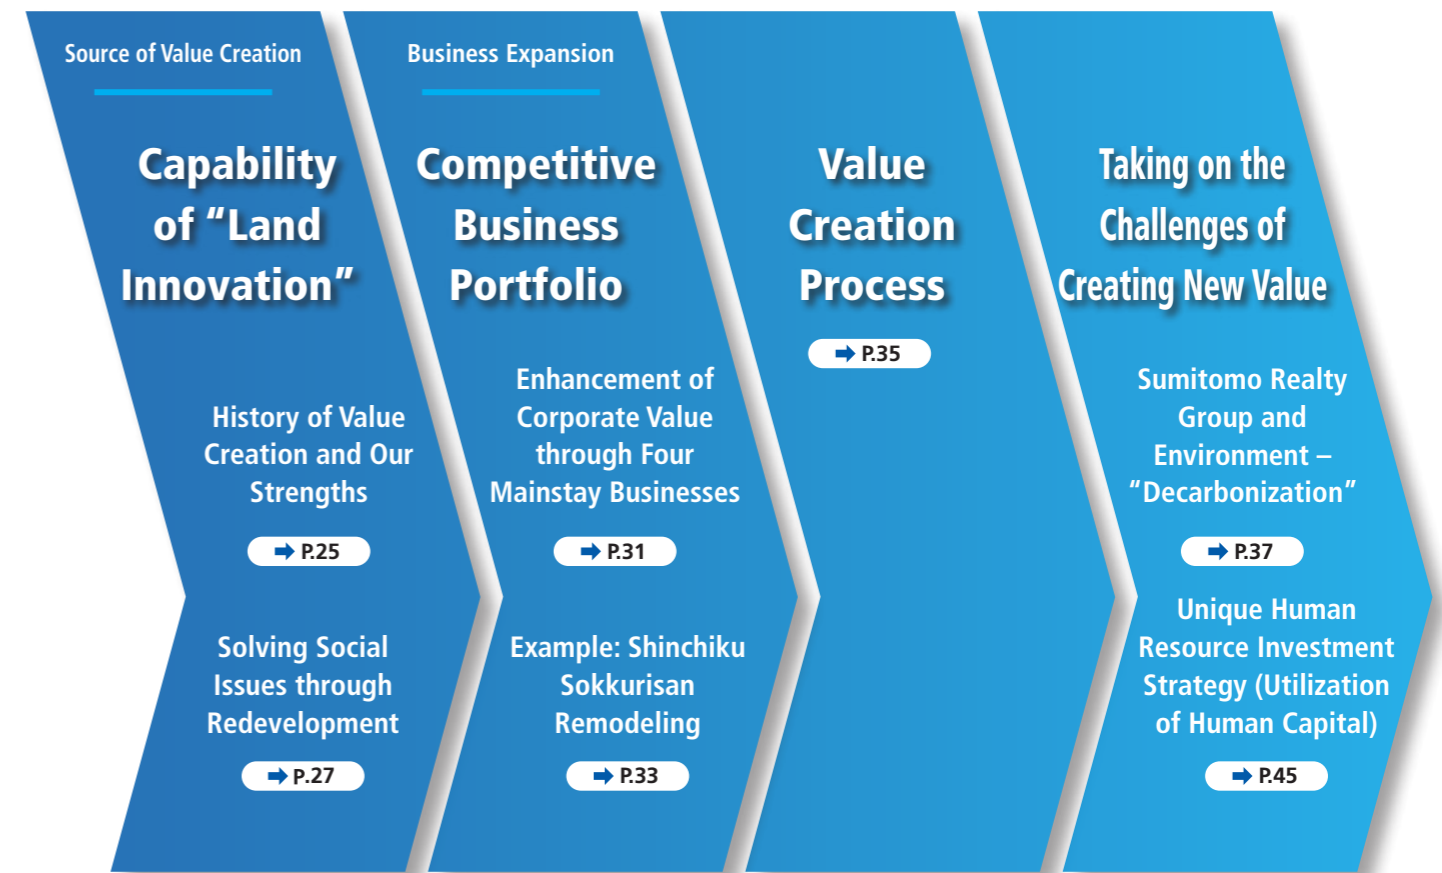 Source of Value Creation
Capability
of “Land
Innovation”
History of Value
Creation and Our
Strengths
P.25
Solving Social
Issues through
Redevelopment
P.27
Business Expansion
Competitive
Business
Portfolio
Enhancement of
Corporate Value
through Four
Mainstay Businesses
P.31
Example: Shinchiku
Sokkurisan
Remodeling
P.33
Value
Creation
Process
P.35
Taking on the
Challenges of
Creating New Value
Sumitomo Realty
Group and
Environment –
“Decarbonization”
P.37
Unique Human
Resource Investment
Strategy (Utilization
of Human Capital)
P.45